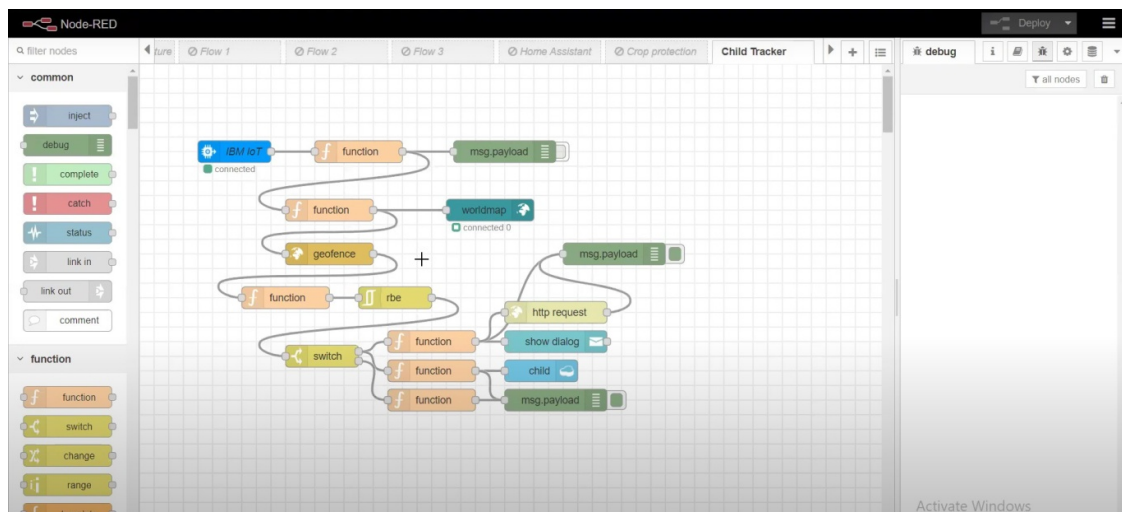 Node-RED
Deploy
filter nodes
ture
Flow 1
Flow 2
Flow 3
Home Assistant
Crop protection
Child Tracker
debug
i
all nodes
common
inject
debug
complete
catch
status
link in
link out
comment
function
function
switch
change
range
IBM IoT
connected
function
msg.payload
function
worldmap
connected 0
geofence
msg.payload
function
rbe
http request
switch
function
show dialog
function
child
function
msg.payload
Activate Windows